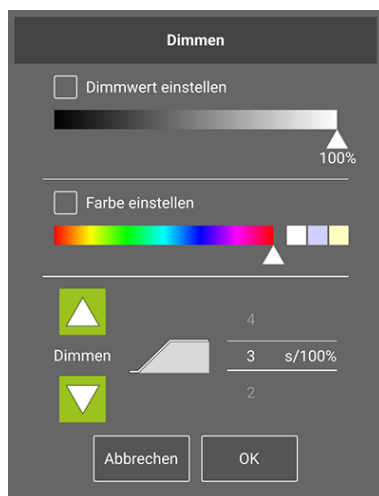 Dimmen
Dimmwert einstellen
100%
Farbe einstellen
4
Dimmen
3 s/100%
2
Abbrechen
OK